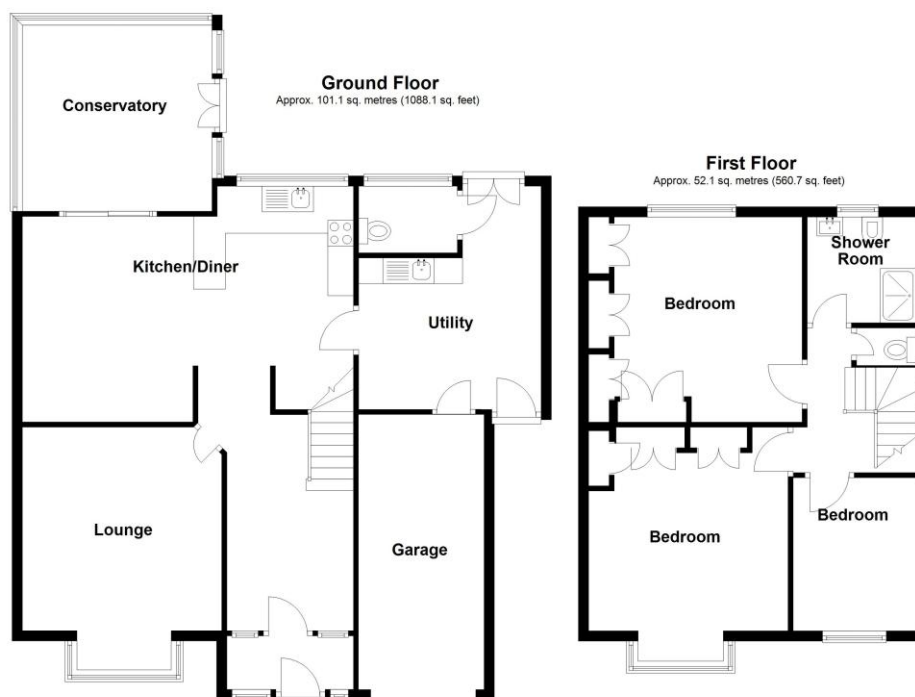 Ground Floor
Approx. 101.1 sq. metres (1088.1 sq. feet)
Conservatory
Kitchen/Diner
Utility
Lounge
Garage
First Floor
Approx. 52.1 sq. metres (560.7 sq. feet)
Shower
Room
Bedroom
Bedroom
Bedroom